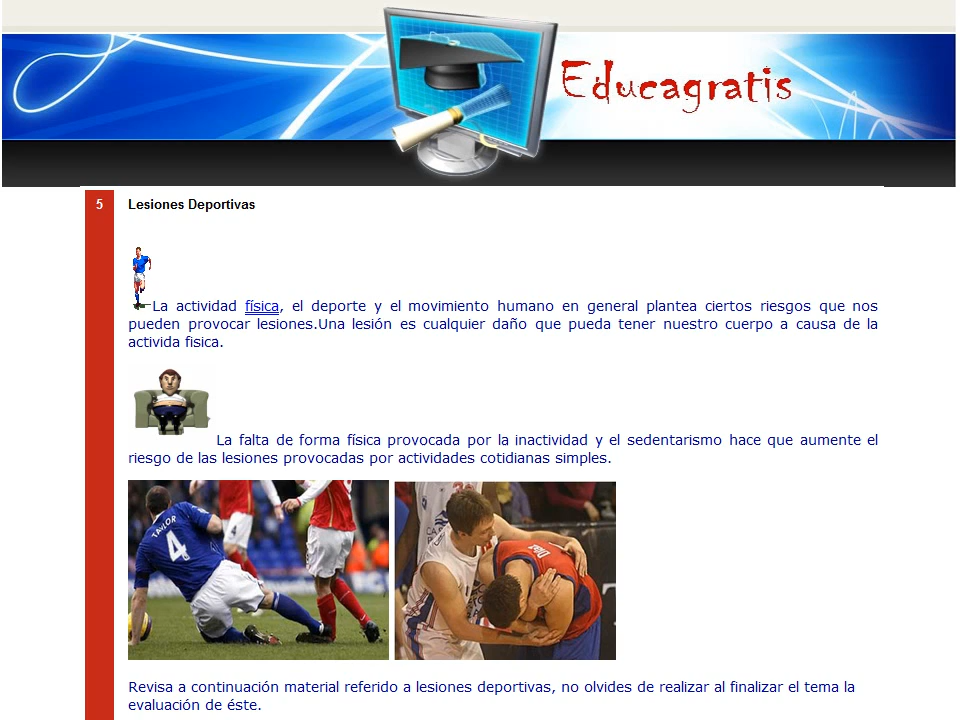 Educagratis
5 Lesiones Deportivas
La actividad física, el deporte y el movimiento humano en general plantea ciertos riesgos que nos
pueden provocar lesiones.Una lesión es cualquier daño que pueda tener nuestro cuerpo a causa de la
activida fisica.
La falta de forma física provocada por la inactividad y el sedentarismo hace que aumente el
riesgo de las lesiones provocadas por actividades cotidianas simples.
TAYLOR
4
Revisa a continuación material referido a lesiones deportivas, no olvides de realizar al finalizar el tema la
evaluación de éste.